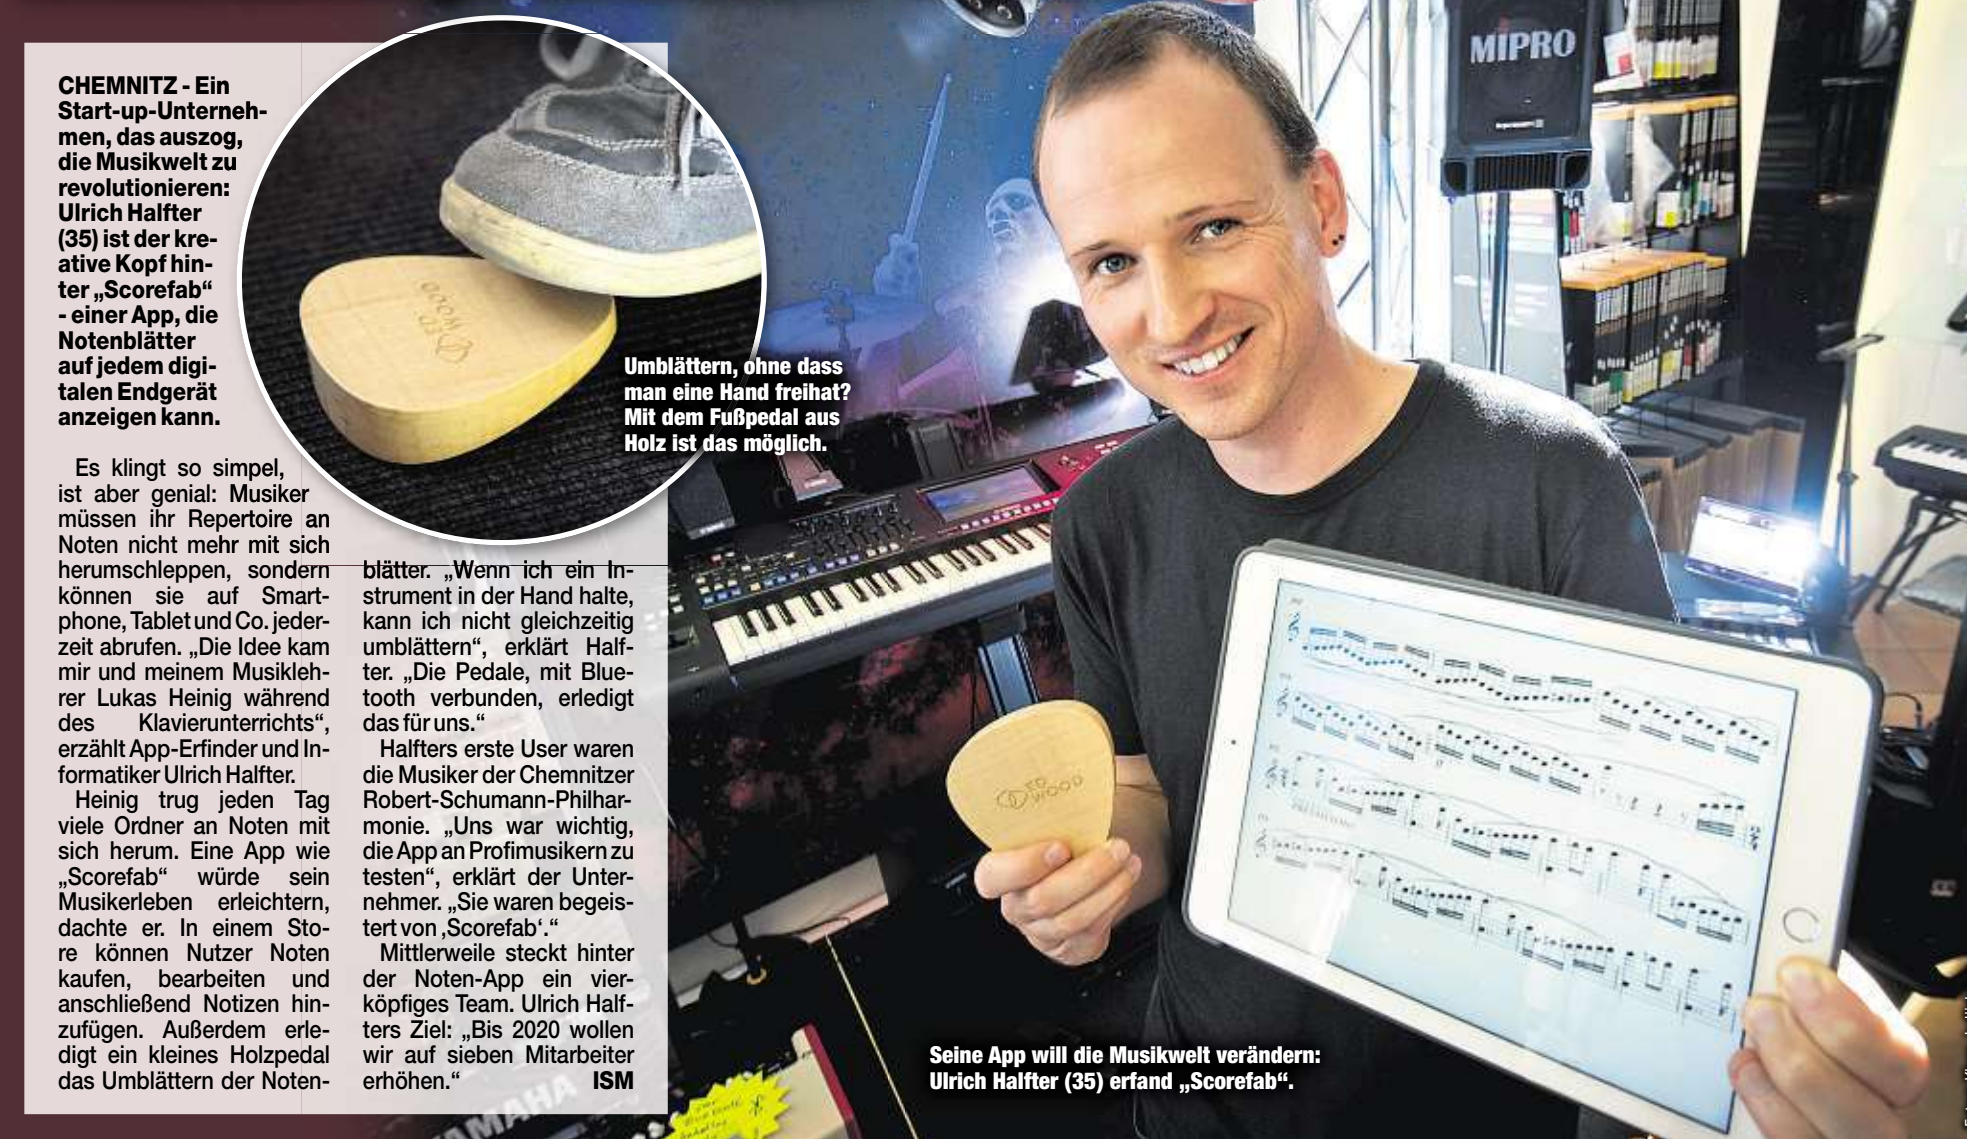 CHEMNITZ - Ein
Start-up-Unterneh-
men, das auszog,
die Musikwelt zu
revolutionieren:
Ulrich Halfter
(35) ist der kre-
ative Kopf hin-
ter „Scorefab“
- einer App, die
Notenblätter
auf jedem digi-
talen Endgerät
anzeigen kann.
Es klingt so simpel,
ist aber genial: Musiker
müssen ihr Repertoire an
Noten nicht mehr mit sich
herumschleppen, sondern
können sie auf Smart-
phone, Tablet und Co. jeder-
zeit abrufen. „Die Idee kam
mir und meinem Musikleh-
rer Lukas Heinig während
des Klavierunterrichts“,
erzählt App-Erfinder und In-
formatiker Ulrich Halfter.
Heinig trug jeden Tag
viele Ordner an Noten mit
sich herum. Eine App wie
„Scorefab“ würde sein
Musikerleben erleichtern,
dachte er. In einem Sto-
re können Nutzer Noten
kaufen, bearbeiten und
anschließend Notizen hin-
zufügen. Außerdem erle-
digt ein kleines Holzpedal
das Umblättern der Noten-
blätter. „Wenn ich ein In-
strument in der Hand halte,
kann ich nicht gleichzeitig
umblättern“, erklärt Half-
ter. „Die Pedale, mit Blue-
tooth verbunden, erledigt
das für uns.“
Halfters erste User waren
die Musiker der Chemnitzer
Robert-Schumann-Philhar-
monie. „Uns war wichtig,
die App an Profimusikern zu
testen“, erklärt der Unter-
nehmer. „Sie waren begeis-
tert von ‚Scorefab‘.“
Mittlerweile steckt hinter
der Noten-App ein vier-
köpfiges Team. Ulrich Half-
ters Ziel: „Bis 2020 wollen
wir auf sieben Mitarbeiter
erhöhen.“ ISM
Umblättern, ohne dass
man eine Hand freihat?
Mit dem Fußpedal aus
Holz ist das möglich.
MIPRO
WOOD
WOOD
YAMAHA
Seine App will die Musikwelt verändern:
Ulrich Halfter (35) erfand „Scorefab“.